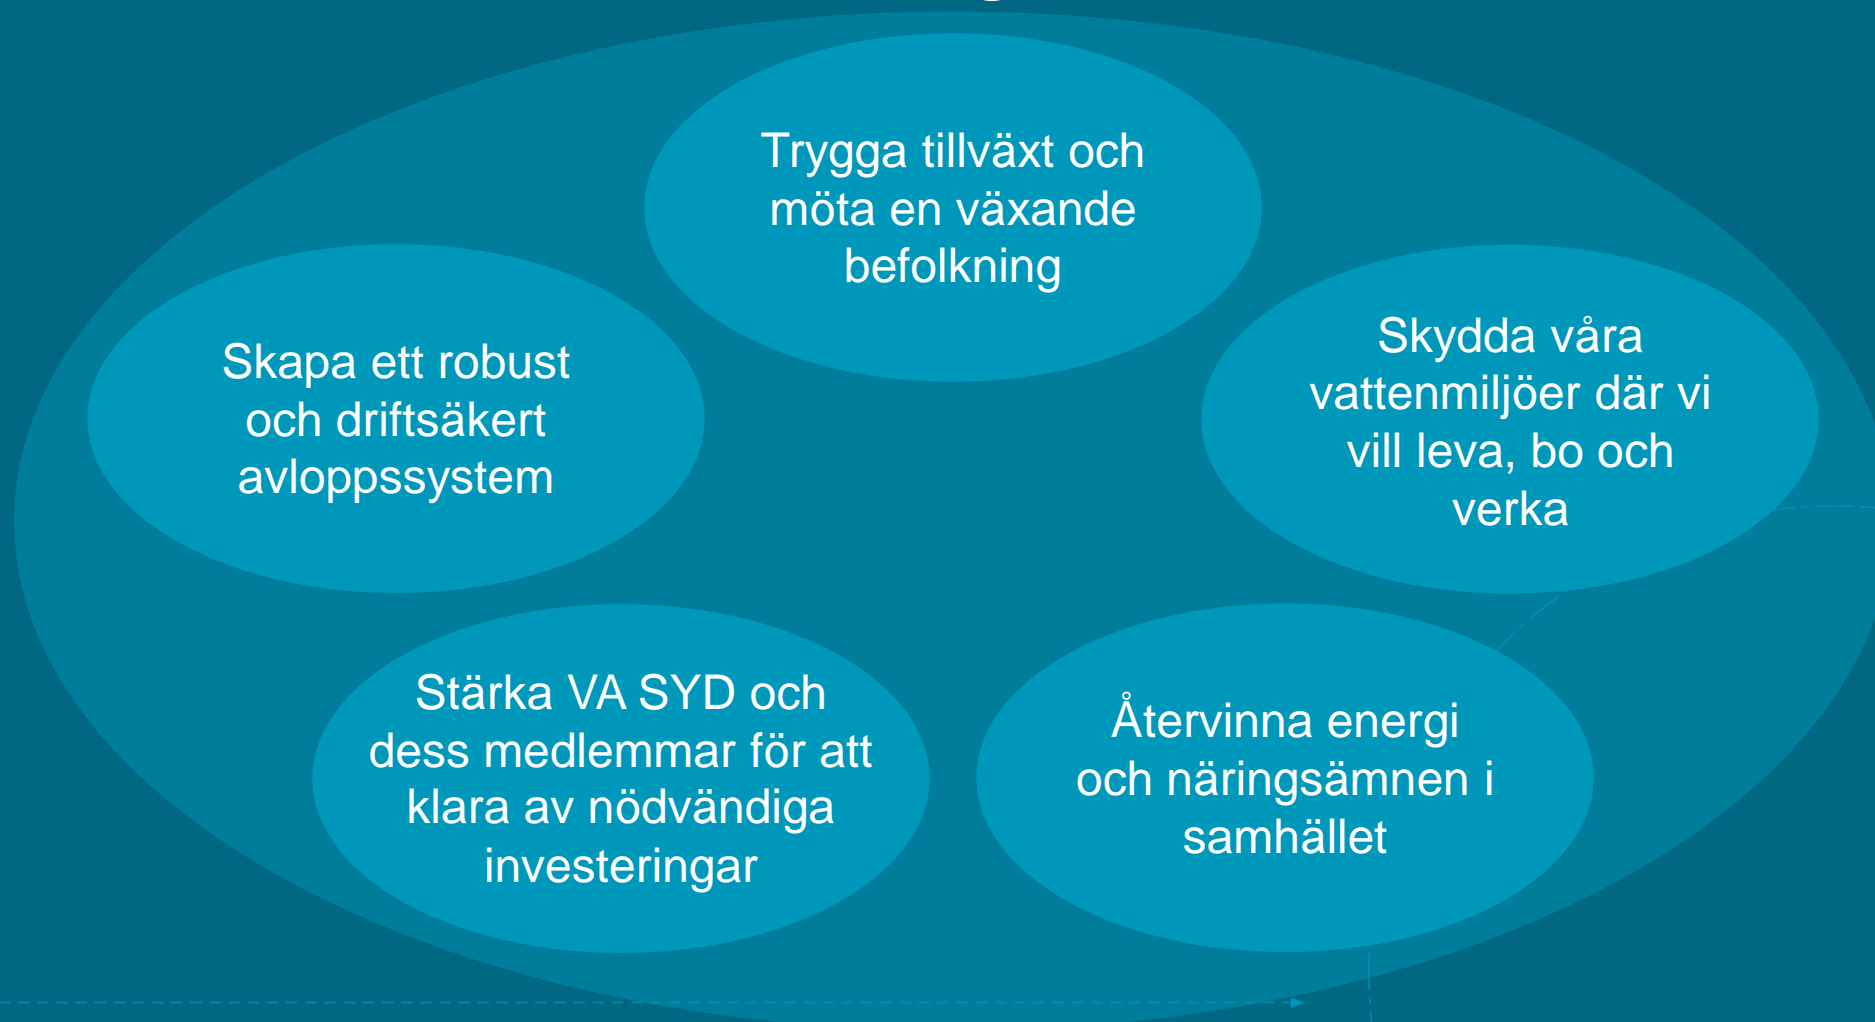 Trygga tillväxt och
möta en växande
befolkning
Skapa ett robust
och driftsäkert
avloppssystem
Skydda våra
vattenmiljöer där vi
vill leva, bo och
verka
Stärka VA SYD och
dess medlemmar för att
klara av nödvändiga
investeringar
Återvinna energi
och näringsämnen i
samhället